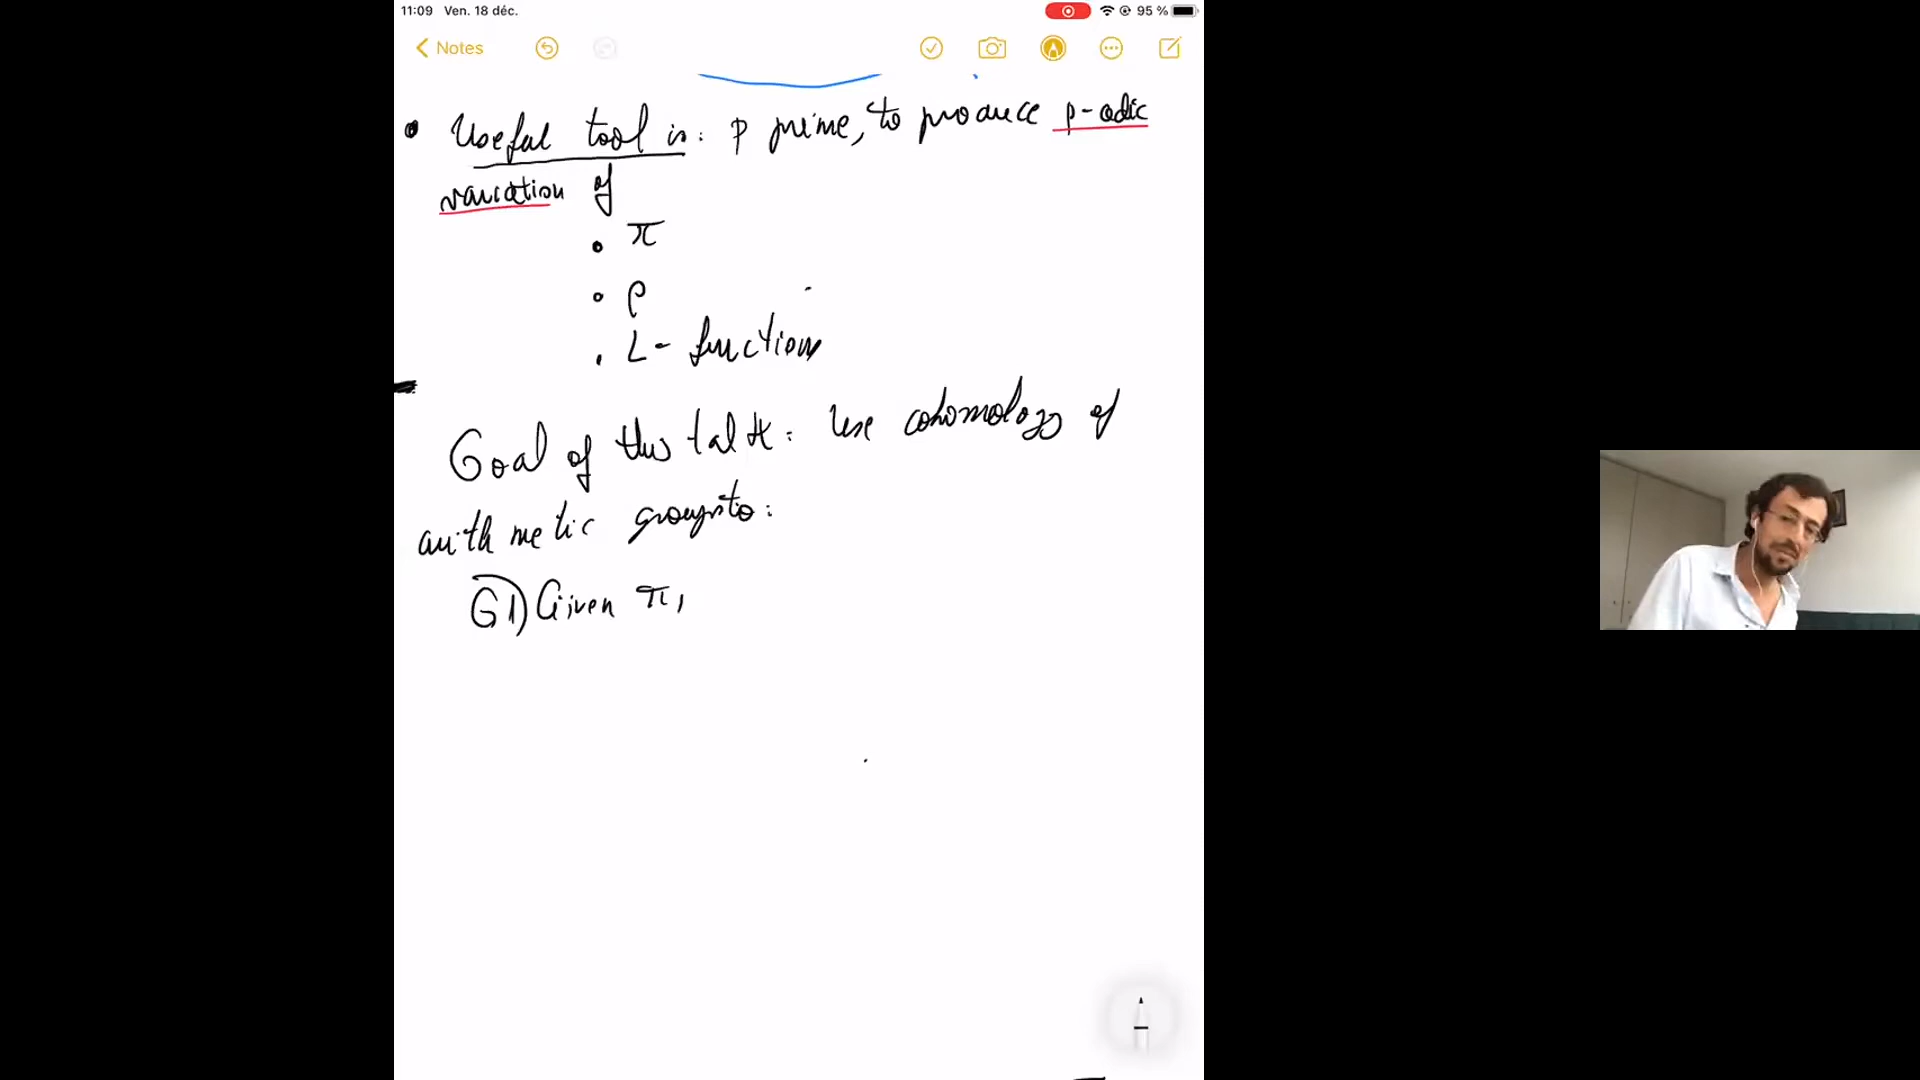 11:09 Ven. 18 déc. 95 %
Notes
• Useful tool is: p prime, to produce p-adic
variation of
• π
• ρ
• L-function
Goal of this talk: Use cohomology of
arithmetic groups to:
G1) Given π,